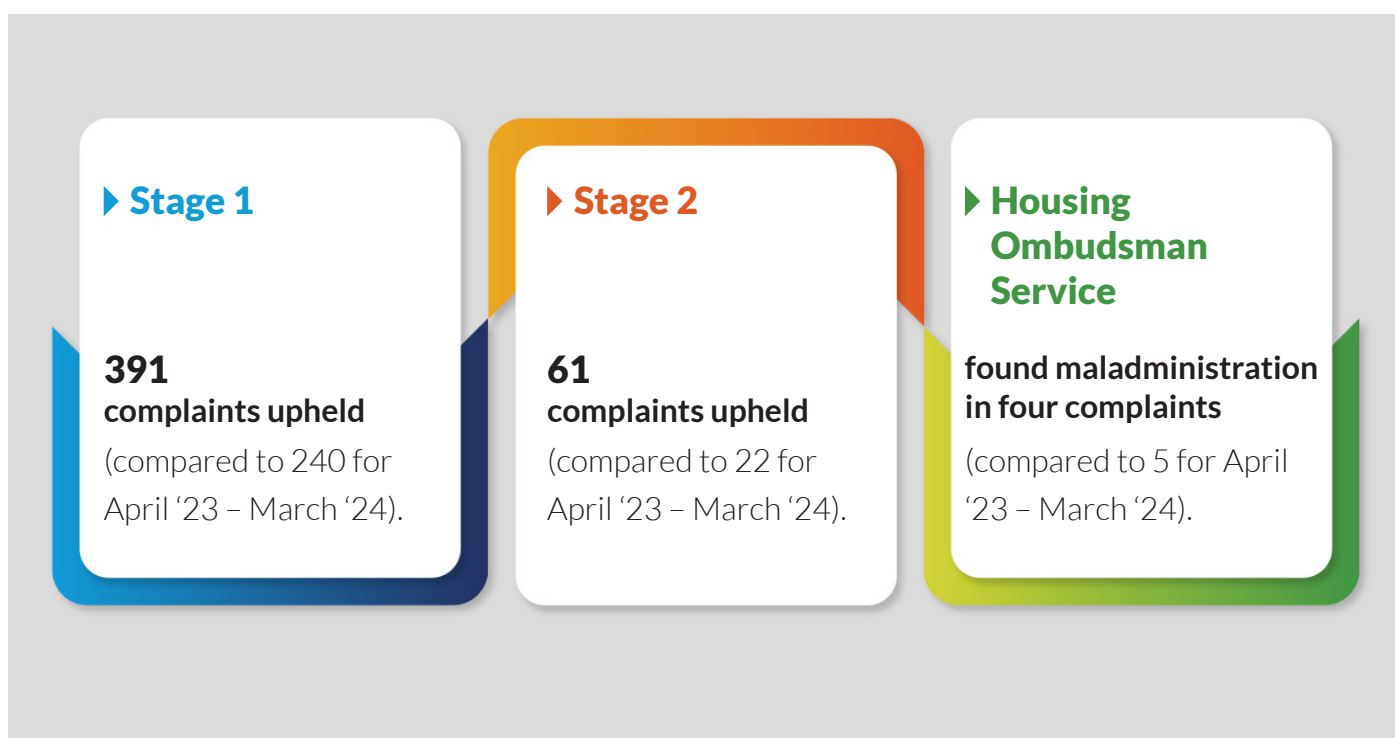 Stage 1
391
complaints upheld
(compared to 240 for
April ‘23 – March ‘24).
Stage 2
61
complaints upheld
(compared to 22 for
April ‘23 – March ‘24).
Housing
Ombudsman
Service
found maladministration
in four complaints
(compared to 5 for April
‘23 – March ‘24).